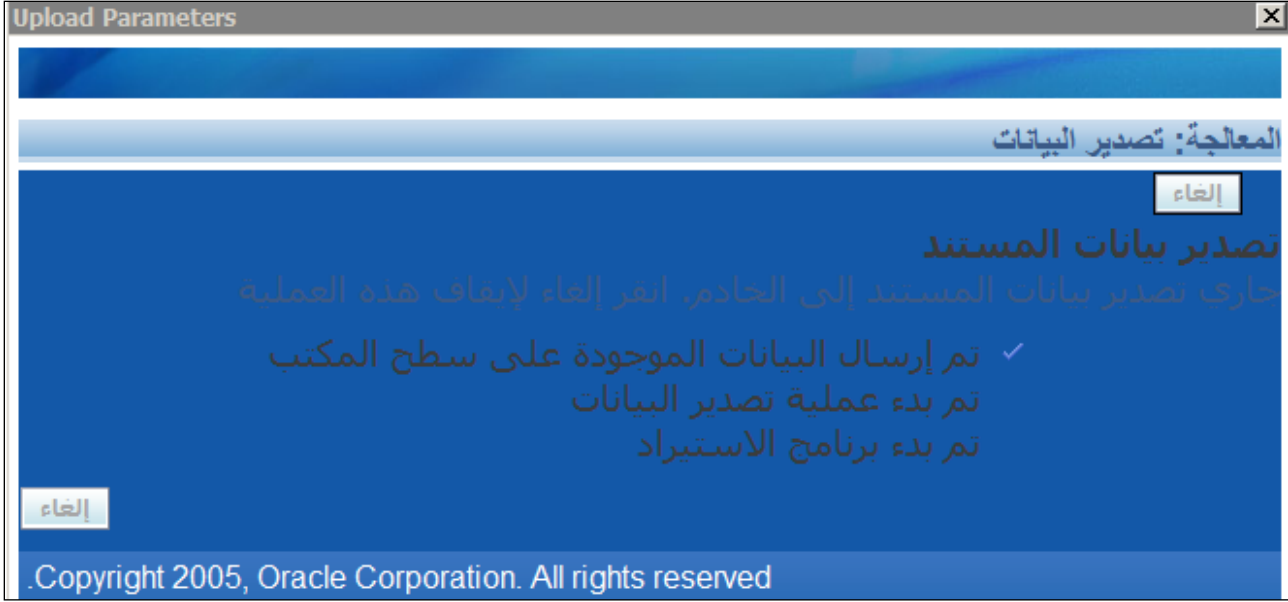 Upload Parameters
المعالجة: تصدير البيانات
إلغاء
تصدير بيانات المستند
جاري تصدير بيانات المستند إلى الخادم. انقر إلغاء لإيقاف هذه العملية
✓ تم إرسال البيانات الموجودة على سطح المكتب
تم بدء عملية تصدير البيانات
تم بدء برنامج الاستيراد
إلغاء
.Copyright 2005, Oracle Corporation. All rights reserved